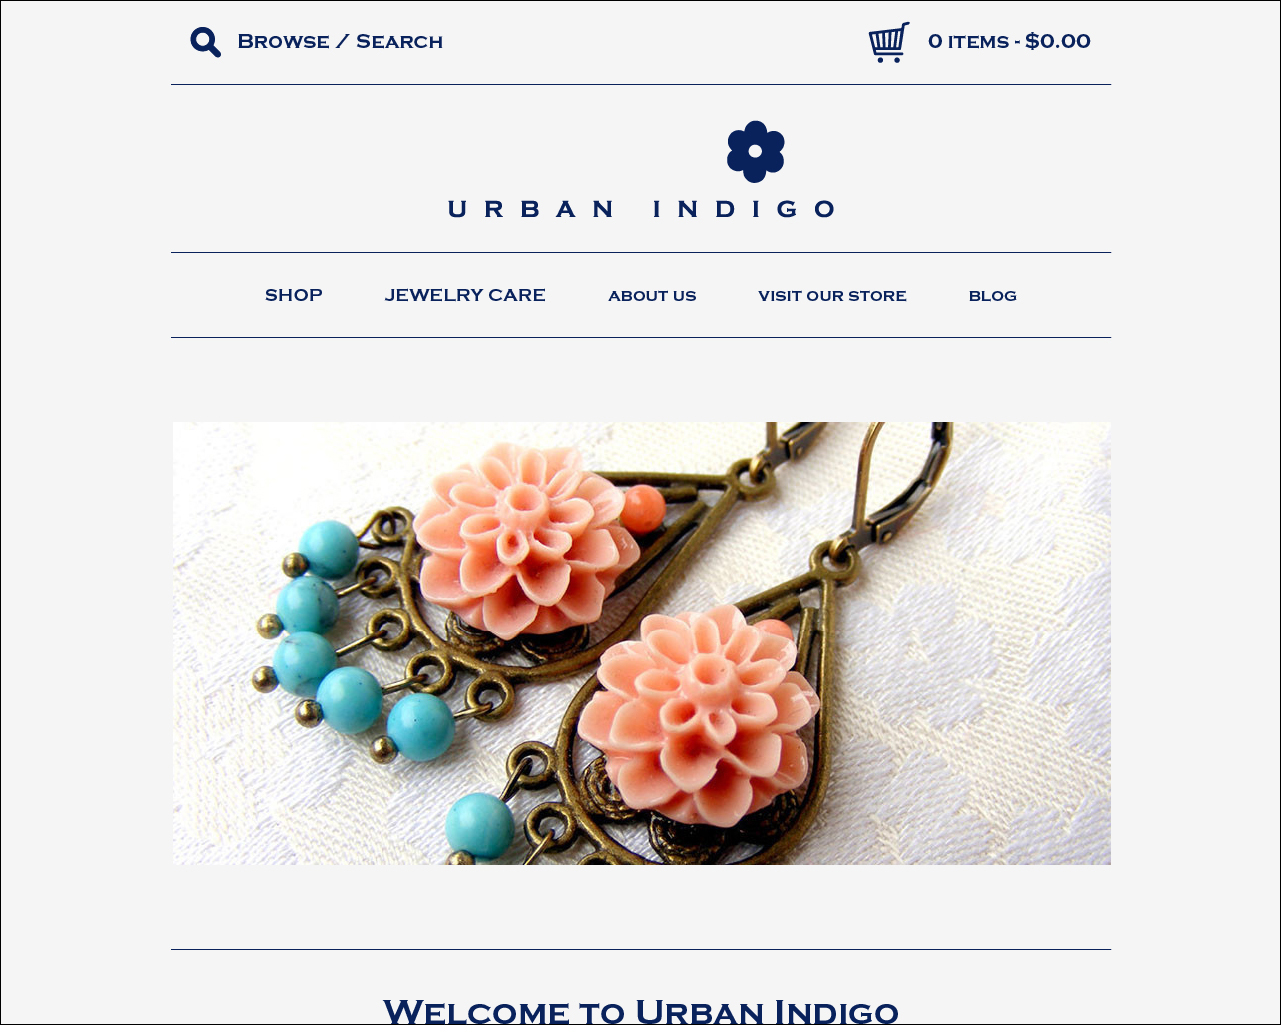 Browse / Search
0 items - $0.00
URBAN INDIGO
SHOP
JEWELRY CARE
ABOUT US
VISIT OUR STORE
BLOG
Welcome to Urban Indigo